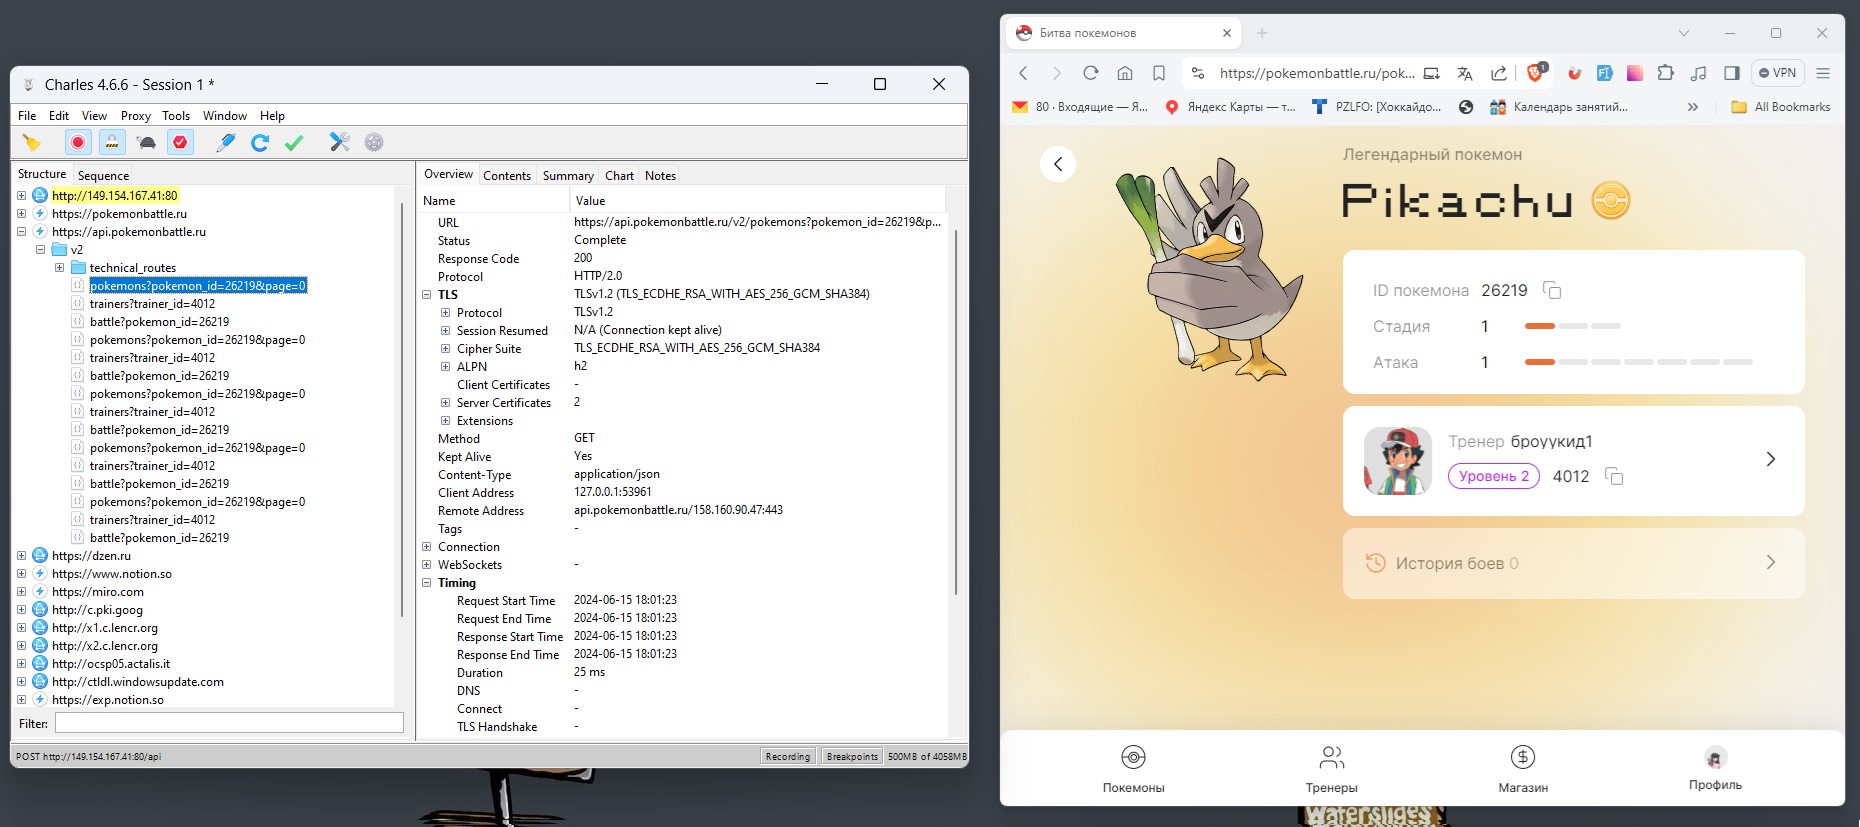 Charles 4.6.6 - Session 1 *
File Edit View Proxy Tools Window Help
Structure Sequence
http://149.154.167.41:80
https://pokemonbattle.ru
https://api.pokemonbattle.ru
v2
technical_routes
pokemons?pokemon_id=26219&page=0
trainers?trainer_id=4012
battle?pokemon_id=26219
pokemons?pokemon_id=26219&page=0
trainers?trainer_id=4012
battle?pokemon_id=26219
pokemons?pokemon_id=26219&page=0
trainers?trainer_id=4012
battle?pokemon_id=26219
pokemons?pokemon_id=26219&page=0
trainers?trainer_id=4012
battle?pokemon_id=26219
pokemons?pokemon_id=26219&page=0
trainers?trainer_id=4012
battle?pokemon_id=26219
https://dzen.ru
https://www.notion.so
https://miro.com
http://c.pki.goog
http://x1.c.lencr.org
http://x2.c.lencr.org
http://ocsp05.actalis.it
http://ctldl.windowsupdate.com
https://exp.notion.so
Filter:
Overview Contents Summary Chart Notes
Name Value
URL https://api.pokemonbattle.ru/v2/pokemons?pokemon_id=26219&p...
Status Complete
Response Code 200
Protocol HTTP/2.0
TLS TLSv1.2 (TLS_ECDHE_RSA_WITH_AES_256_GCM_SHA384)
Protocol TLSv1.2
Session Resumed N/A (Connection kept alive)
Cipher Suite TLS_ECDHE_RSA_WITH_AES_256_GCM_SHA384
ALPN h2
Client Certificates -
Server Certificates 2
Extensions
Method GET
Kept Alive Yes
Content-Type application/json
Client Address 127.0.0.1:53961
Remote Address api.pokemonbattle.ru/158.160.90.47:443
Tags -
Connection
WebSockets -
Timing
Request Start Time 2024-06-15 18:01:23
Request End Time 2024-06-15 18:01:23
Response Start Time 2024-06-15 18:01:23
Response End Time 2024-06-15 18:01:23
Duration 25 ms
DNS -
Connect -
TLS Handshake -
POST http://149.154.167.41:80/api
Recording Breakpoints 500MB of 4058MB
Битва покемонов
https://pokemonbattle.ru/pok... 1 VPN
80 · Входящие — Я... Яндекс Карты — т... PZLFO: [Хоккайдо... Календарь занятий... » All Bookmarks
Легендарный покемон
Pikachu
ID покемона 26219
Стадия 1
Атака 1
Тренер броуукид1
Уровень 2 4012
История боев 0
Покемоны Тренеры Магазин Профиль
Waterslides